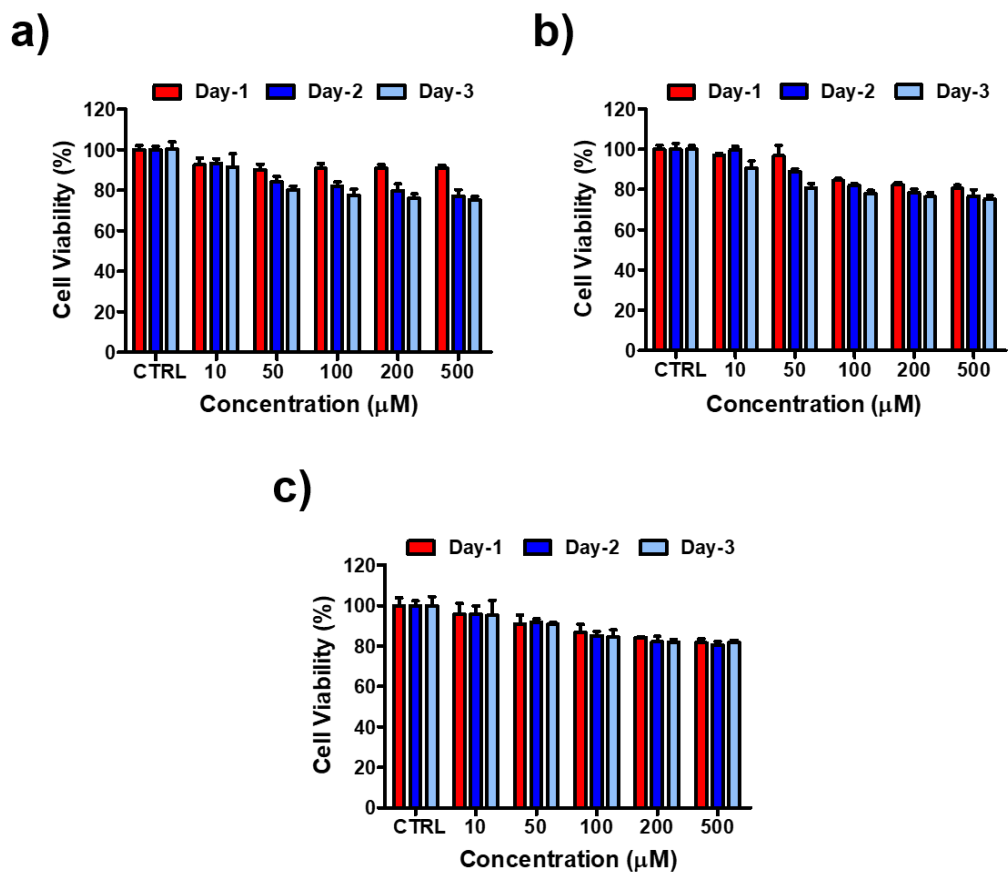 a)
Day-1 Day-2 Day-3
Cell Viability (%)
120
100
80
60
40
20
0
CTRL 10 50 100 200 500
Concentration (μM)
b)
Day-1 Day-2 Day-3
Cell Viability (%)
120
100
80
60
40
20
0
CTRL 10 50 100 200 500
Concentration (μM)
c)
Day-1 Day-2 Day-3
Cell Viability (%)
120
100
80
60
40
20
0
CTRL 10 50 100 200 500
Concentration (μM)